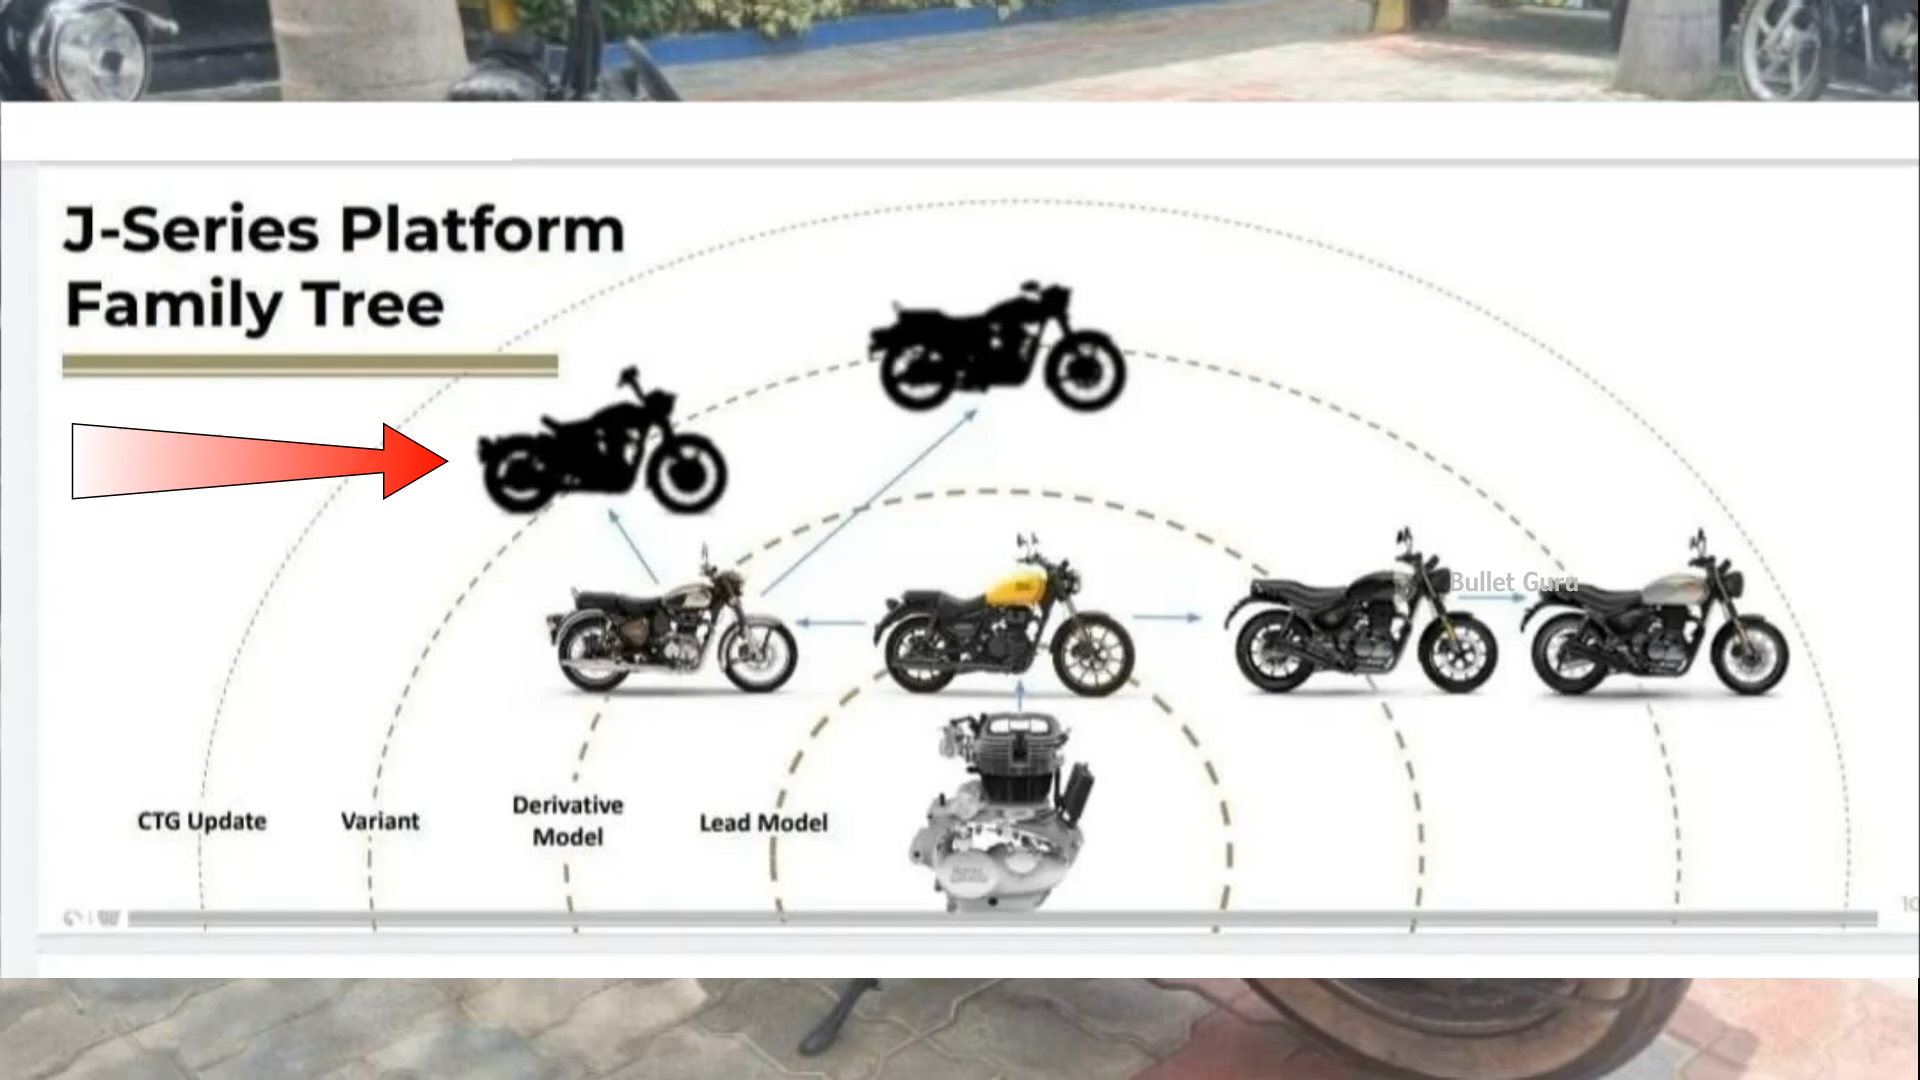 J-Series Platform
Family Tree
Bullet Guru
CTG Update
Variant
Derivative
Model
Lead Model